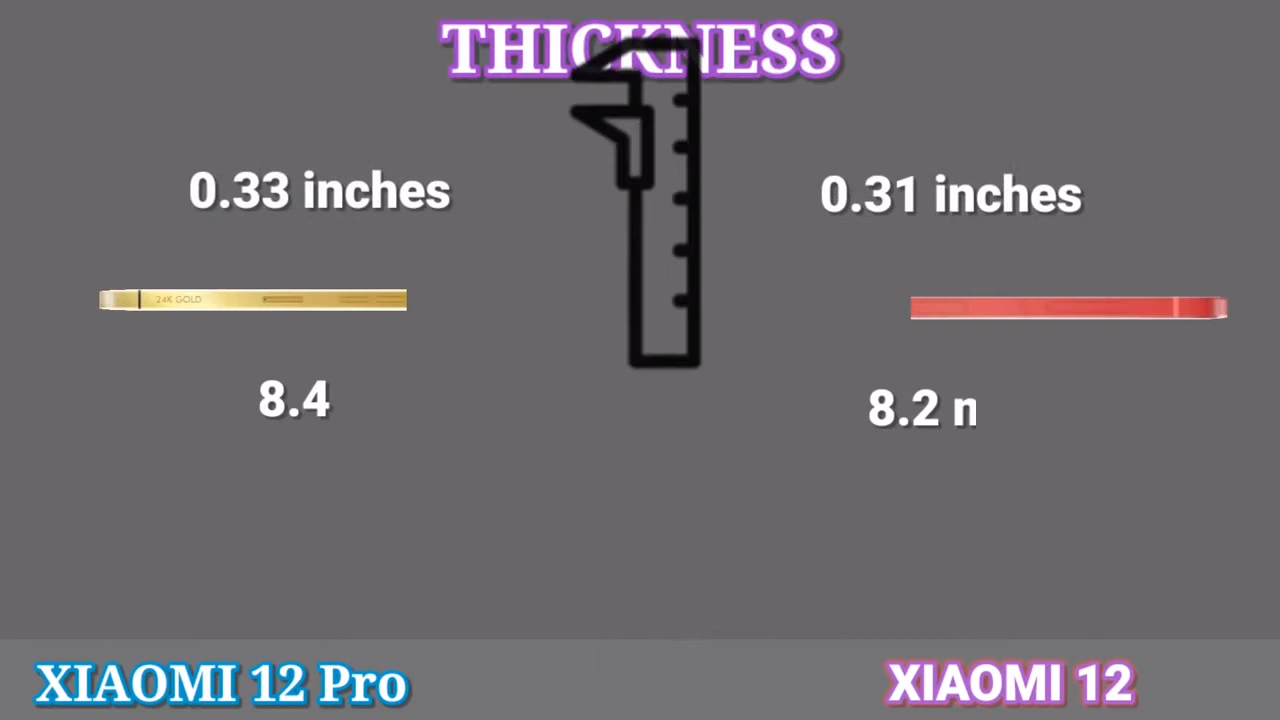 THICKNESS
0.33 inches
0.31 inches
24K GOLD
8.4
8.2 n
XIAOMI 12 Pro
XIAOMI 12